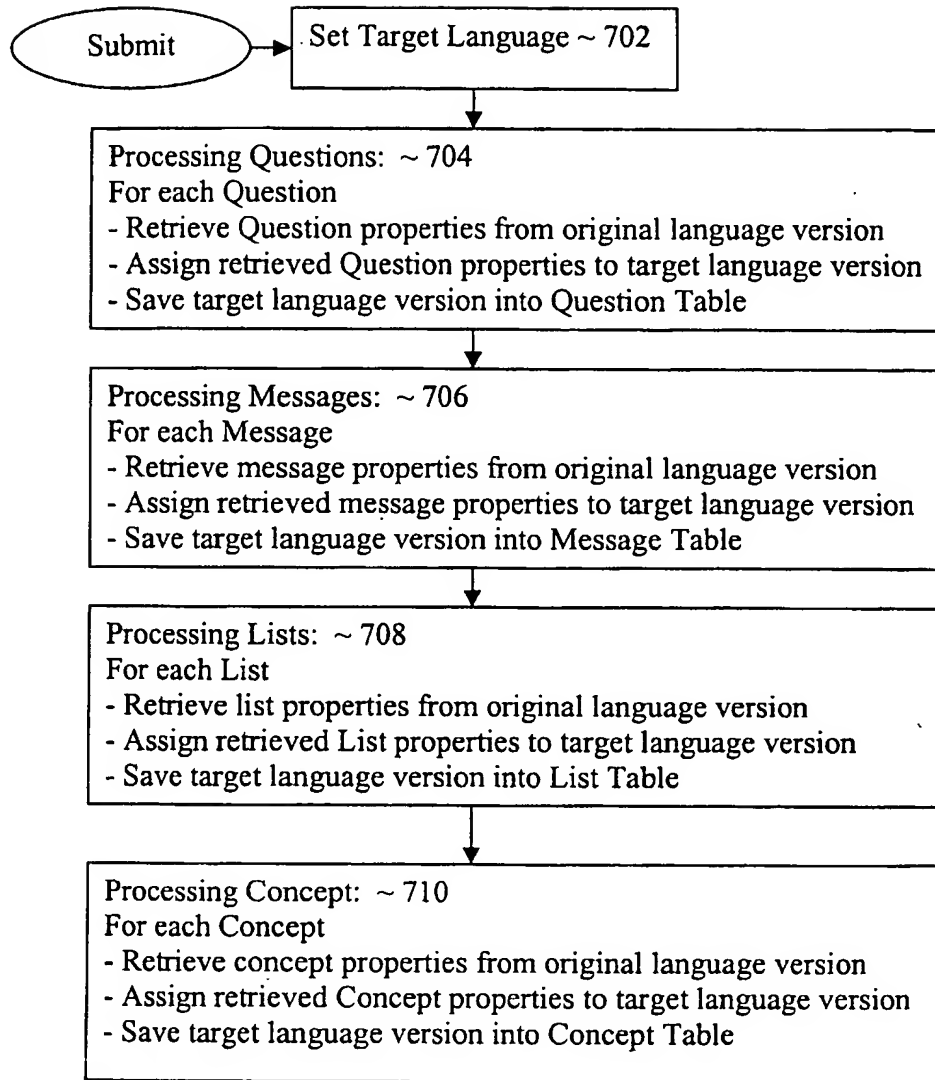 Submit
Set Target Language ~ 702
Processing Questions: ~ 704
For each Question
- Retrieve Question properties from original language version
- Assign retrieved Question properties to target language version
- Save target language version into Question Table
Processing Messages: ~ 706
For each Message
- Retrieve message properties from original language version
- Assign retrieved message properties to target language version
- Save target language version into Message Table
Processing Lists: ~ 708
For each List
- Retrieve list properties from original language version
- Assign retrieved List properties to target language version
- Save target language version into List Table
Processing Concept: ~ 710
For each Concept
- Retrieve concept properties from original language version
- Assign retrieved Concept properties to target language version
- Save target language version into Concept Table